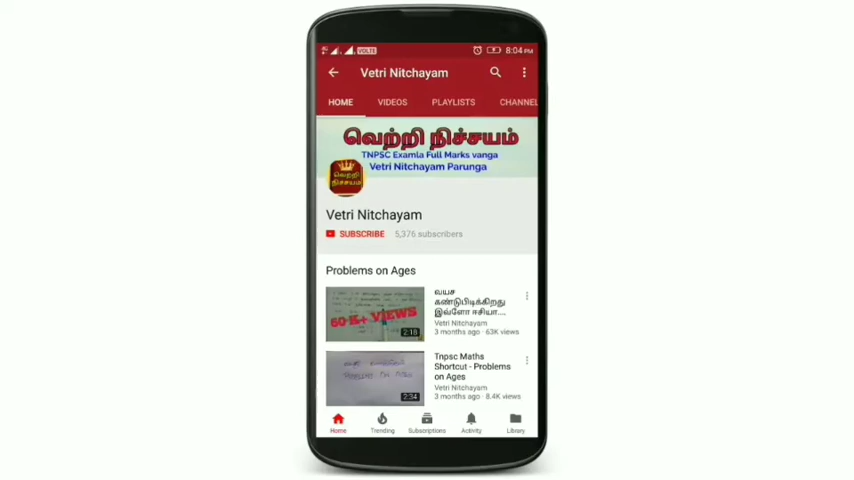 VOLTE 8:04 PM
Vetri Nitchayam
HOME VIDEOS PLAYLISTS CHANNEL
வெற்றி நிச்சயம்
TNPSC Examla Full Marks vanga
Vetri Nitchayam Parunga
வெற்றி
நிச்சயம்
Vetri Nitchayam
SUBSCRIBE 5,376 subscribers
Problems on Ages
60 K+ VIEWS
2:18
வயச
கண்டுபிடிக்கிறது
இவ்ளோ ஈசியா....
Vetri Nitchayam
3 months ago · 63K views
2:34
Tnpsc Maths
Shortcut - Problems
on Ages
Vetri Nitchayam
3 months ago · 8.4K views
Home Trending Subscriptions Activity Library